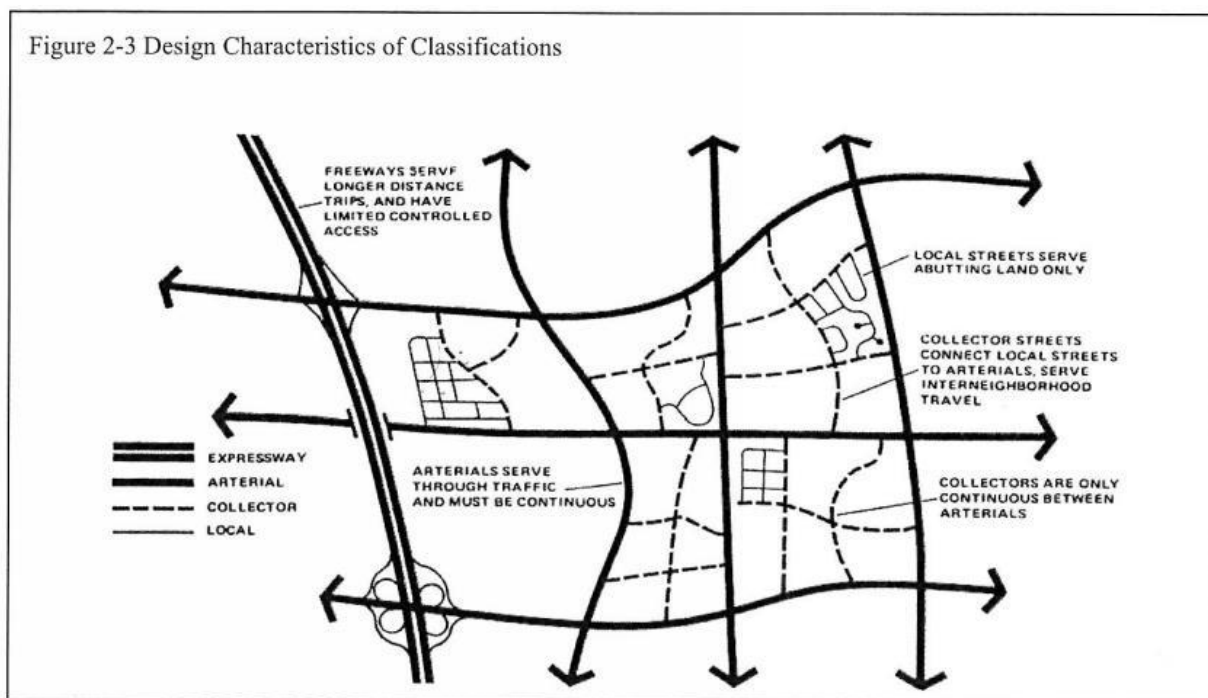 Figure 2-3 Design Characteristics of Classifications
FREEWAYS SERVE
LONGER DISTANCE
TRIPS, AND HAVE
LIMITED CONTROLLED
ACCESS
LOCAL STREETS SERVE
ABUTTING LAND ONLY
COLLECTOR STREETS
CONNECT LOCAL STREETS
TO ARTERIALS, SERVE
INTERNEIGHBORHOOD
TRAVEL
EXPRESSWAY
ARTERIAL
COLLECTOR
LOCAL
ARTERIALS SERVE
THROUGH TRAFFIC
AND MUST BE CONTINUOUS
COLLECTORS ARE ONLY
CONTINUOUS BETWEEN
ARTERIALS